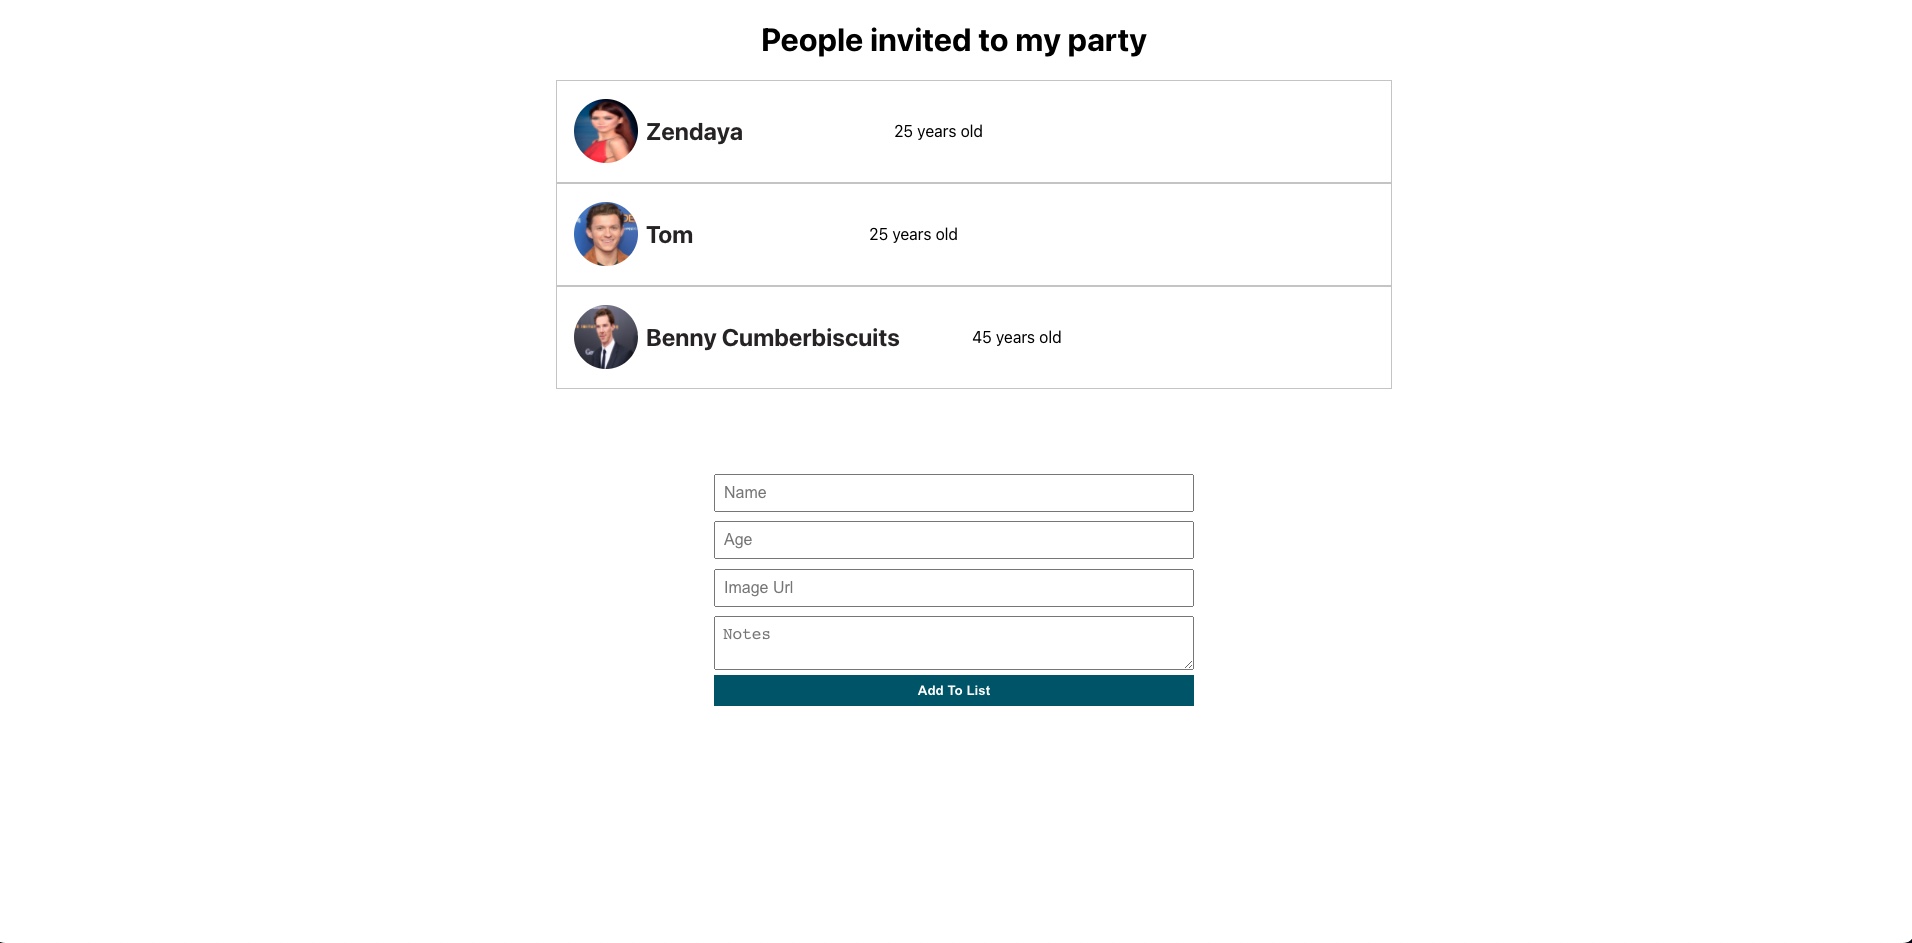 People invited to my party
Zendaya 25 years old
Tom 25 years old
Benny Cumberbiscuits 45 years old
Name
Age
Image Url
Notes
Add To List